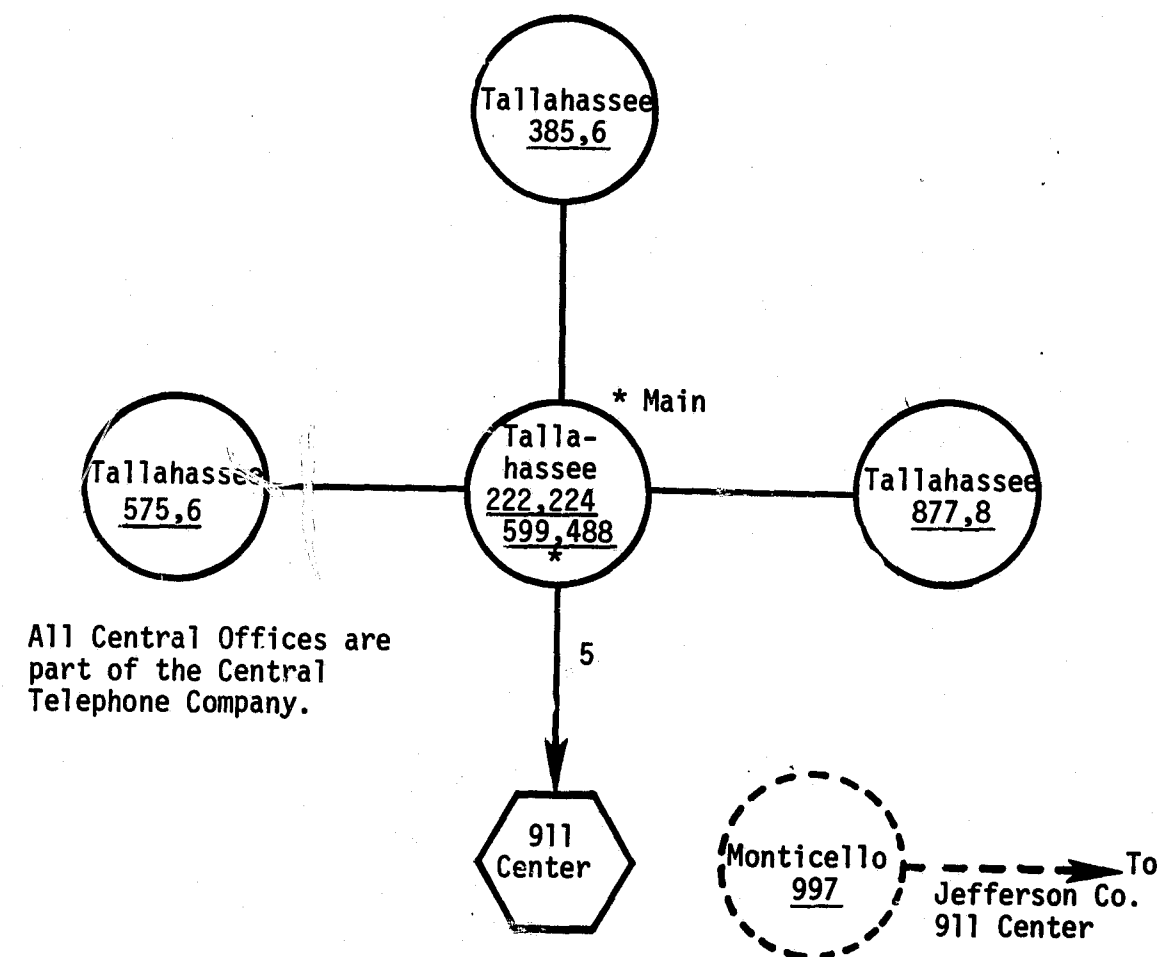 Tallahassee
385,6
* Main
Talla-
hassee
222,224
599,488
*
Tallahassee
575,6
Tallahassee
877,8
All Central Offices are
part of the Central
Telephone Company.
5
911
Center
Monticello
997
To
Jefferson Co.
911 Center